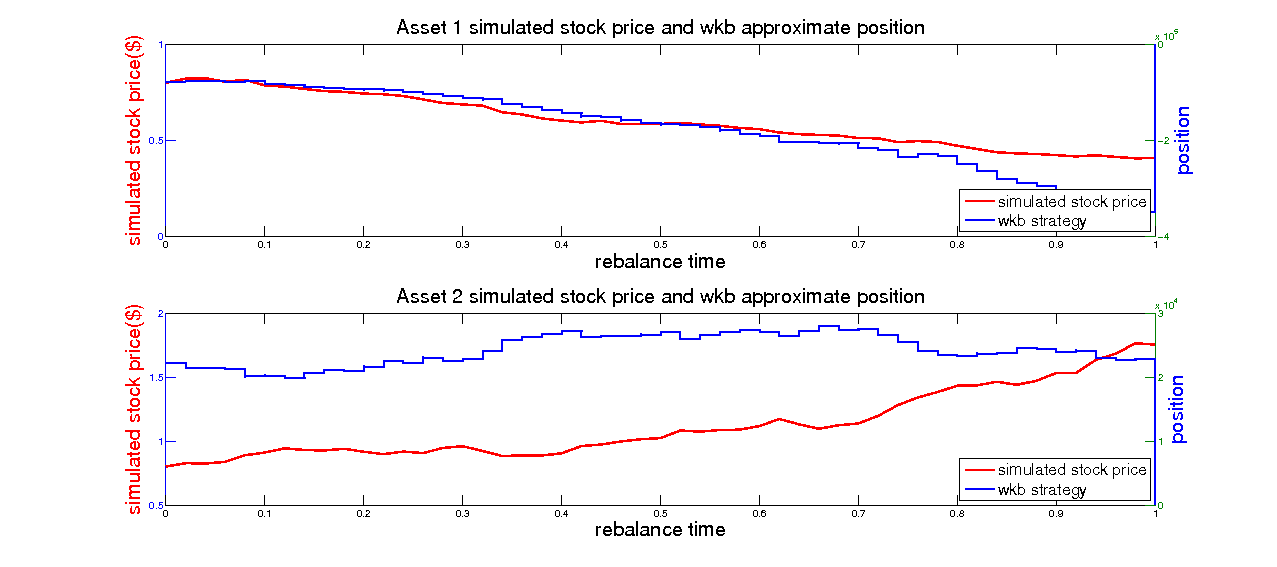 Asset 1 simulated stock price and wkb approximate position
x 10^5
1
0.5
0
0
-2
-4
simulated stock price($)
position
simulated stock price
wkb strategy
0 0.1 0.2 0.3 0.4 0.5 0.6 0.7 0.8 0.9 1
rebalance time
Asset 2 simulated stock price and wkb approximate position
x 10^4
2
1.5
1
0.5
3
2
1
0
simulated stock price($)
position
simulated stock price
wkb strategy
0 0.1 0.2 0.3 0.4 0.5 0.6 0.7 0.8 0.9 1
rebalance time